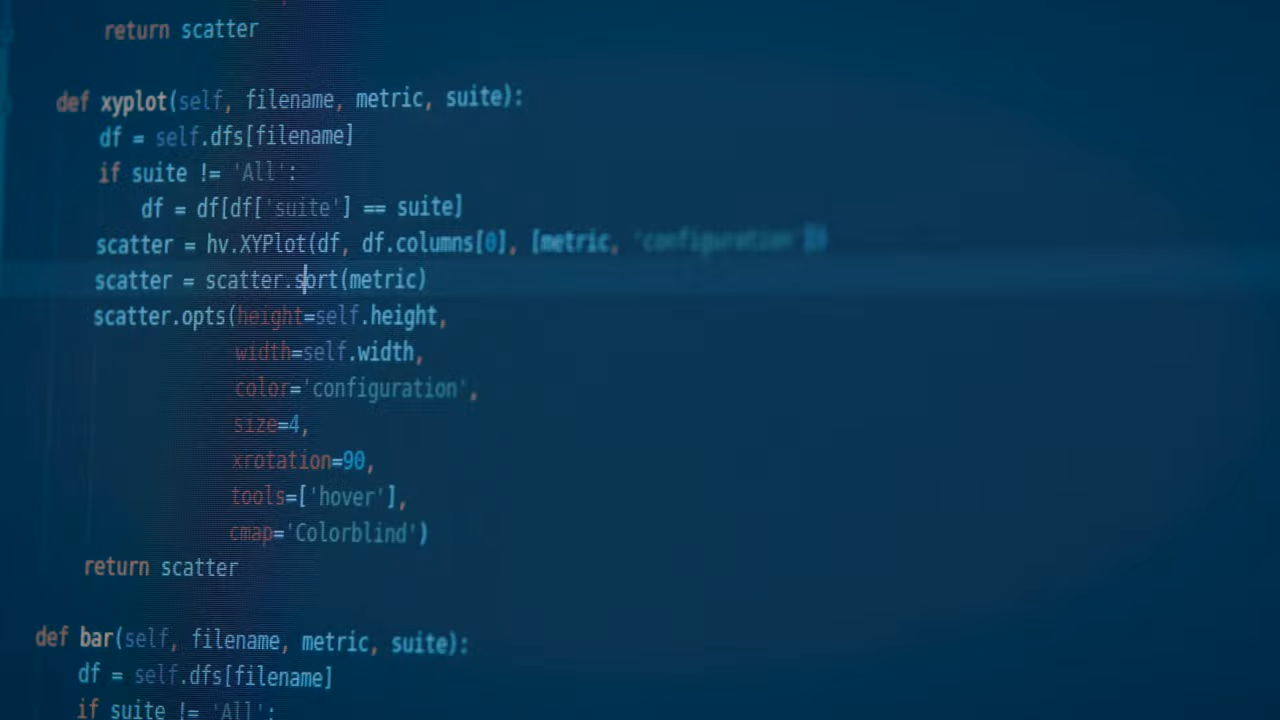 return scatter
def xyplot(self, filename, metric, suite):
df = self.dfs[filename]
if suite != 'All':
df = df[df['suite'] == suite]
scatter = hv.XYPlot(df, df.columns[0], [metric, 'configuration'])
scatter = scatter.sort(metric)
scatter.opts(height=self.height,
width=self.width,
color='configuration',
size=4,
xrotation=90,
tools=['hover'],
cmap='Colorblind')
return scatter
def bar(self, filename, metric, suite):
df = self.dfs[filename]
if suite != 'All':